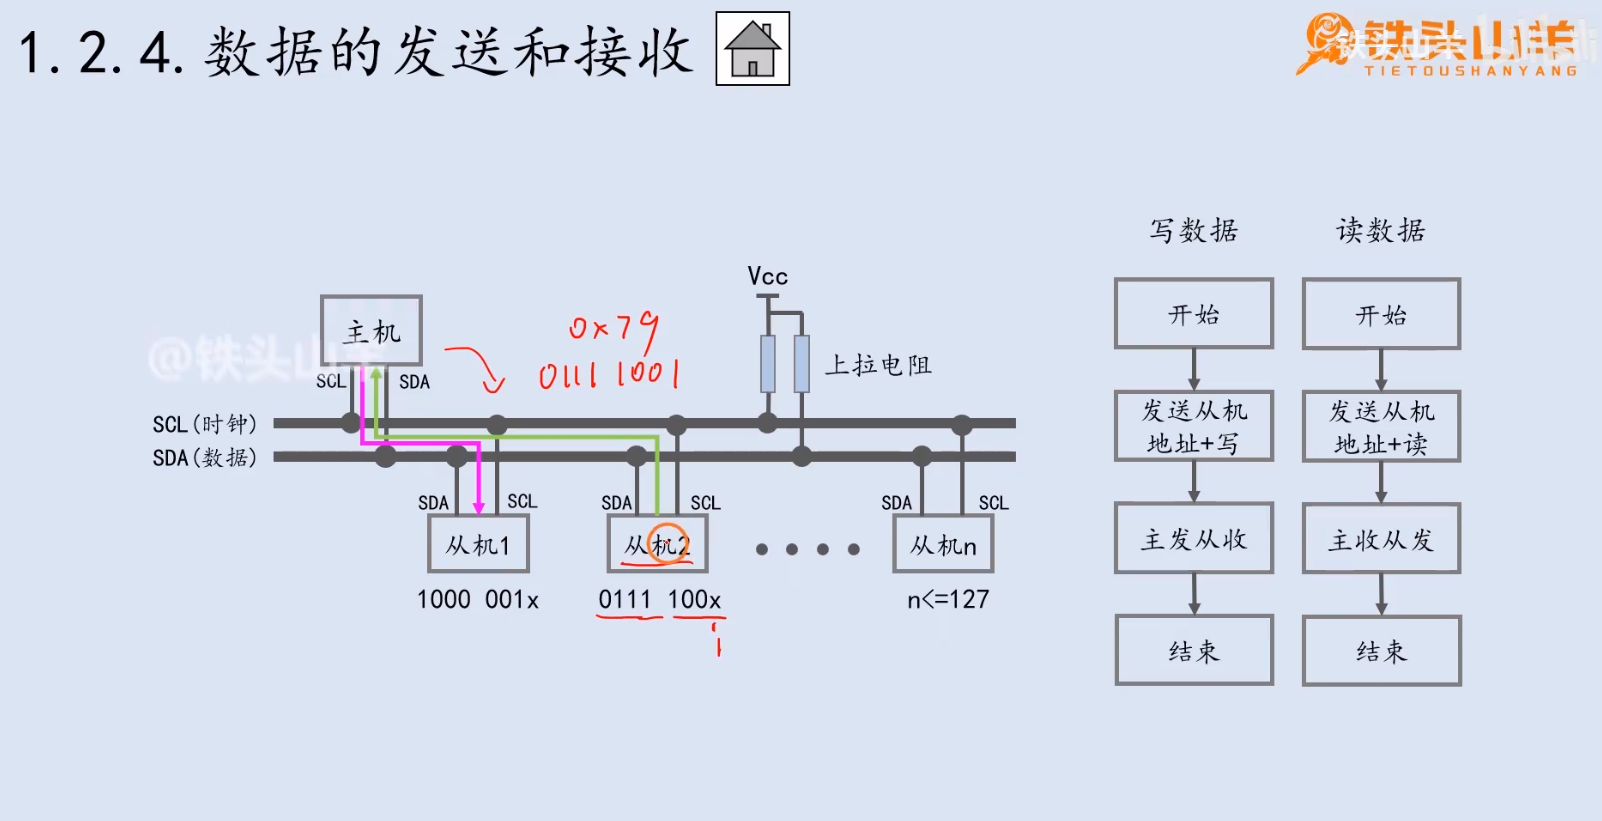 1.2.4.数据的发送和接收
铁头山羊
TIETOUSHANYANG
写数据
读数据
Vcc
上拉电阻
主机
@铁头山羊
SCL
SDA
0x79
0111 1001
SCL(时钟)
SDA(数据)
SDA
SCL
SDA
SCL
SDA
SCL
从机1
从机2
从机n
1000 001x
0111 100x
n<=127
1
开始
发送从机
地址+写
主发从收
结束
开始
发送从机
地址+读
主收从发
结束